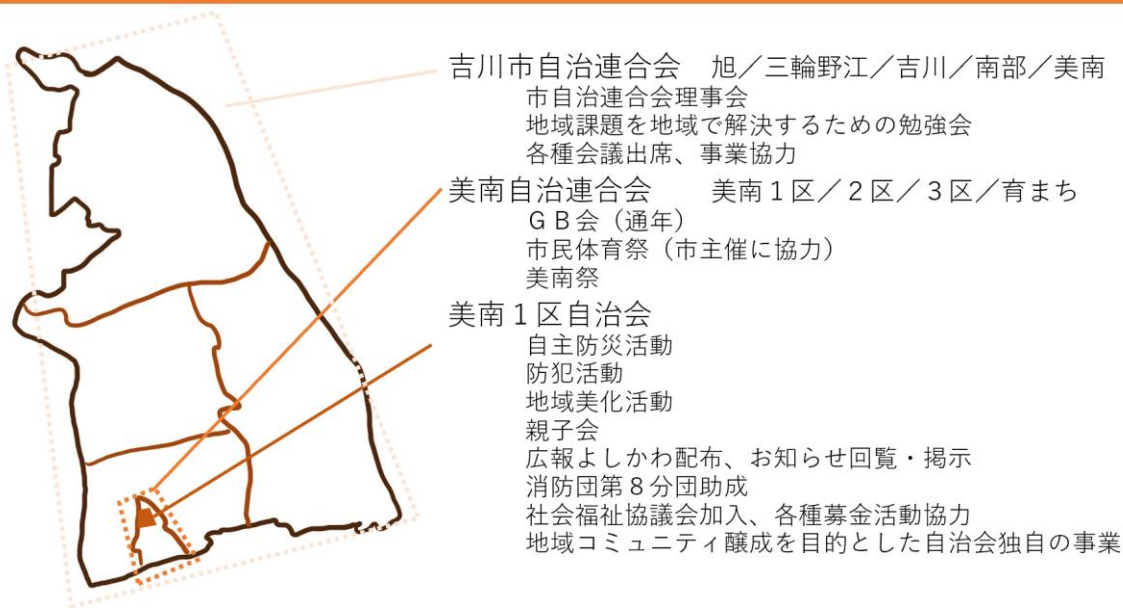 吉川市自治連合会　旭／三輪野江／吉川／南部／美南
市自治連合会理事会
地域課題を地域で解決するための勉強会
各種会議出席、事業協力
美南自治連合会　　美南１区／２区／３区／育まち
ＧＢ会（通年）
市民体育祭（市主催に協力）
美南祭
美南１区自治会
自主防災活動
防犯活動
地域美化活動
親子会
広報よしかわ配布、お知らせ回覧・掲示
消防団第８分団助成
社会福祉協議会加入、各種募金活動協力
地域コミュニティ醸成を目的とした自治会独自の事業